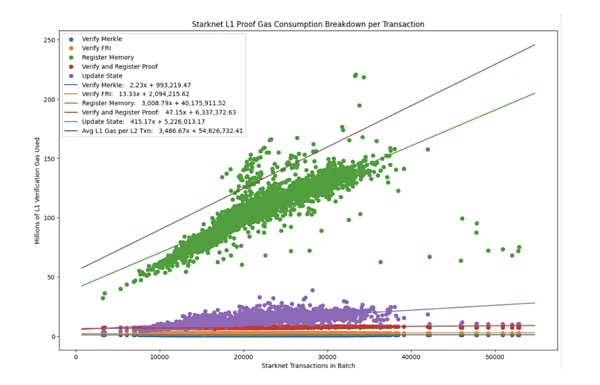 Starknet L1 Proof Gas Consumption Breakdown per Transaction
250
200
150
100
50
0
Millions of L1 Verification Gas Used
Verify Merkle
Verify FRI
Register Memory
Verify and Register Proof
Update State
Verify Merkle: 2.23x + 993,219.47
Verify FRI: 13.33x + 2,094,215.62
Register Memory: 3,008.79x + 40,175,911.52
Verify and Register Proof: 47.15x + 6,337,372.63
Update State: 415.17x + 5,226,013.17
Avg L1 Gas per L2 Txn: 3,486.67x + 54,826,732.41
0 10000 20000 30000 40000 50000
Starknet Transactions in Batch